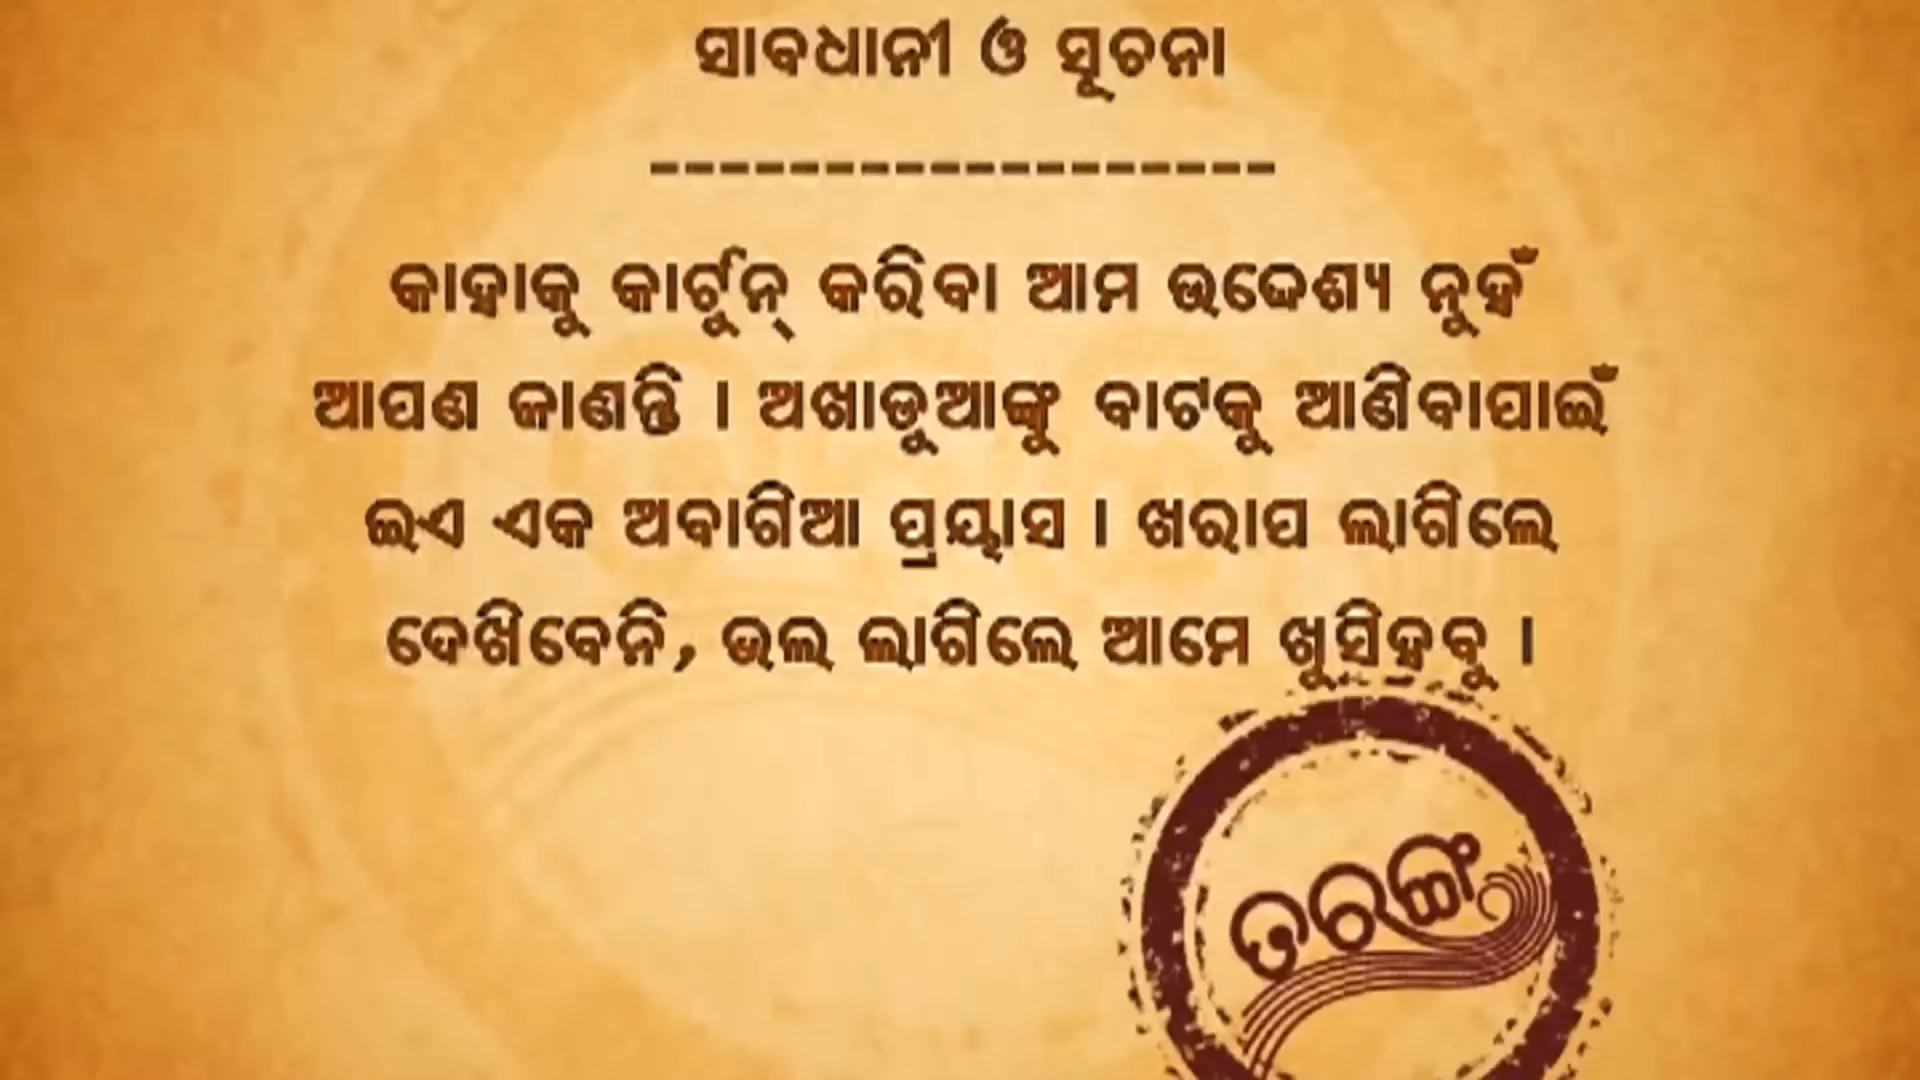 ସାବଧାନୀ ଓ ସୂଚନା
-------------------
କାହାକୁ କାର୍ଟୁନ୍ କରିବା ଆମ ଉଦ୍ଦେଶ୍ୟ ନୁହଁ
ଆପଣ ଜାଣନ୍ତି । ଅଖାଡୁଆଙ୍କୁ ବାଟକୁ ଆଣିବାପାଇଁ
ଇଏ ଏକ ଅବାଗିଆ ପ୍ରୟାସ । ଖରାପ ଲାଗିଲେ
ଦେଖିବେନି, ଭଲ ଲାଗିଲେ ଆମେ ଖୁସିହବୁ ।
ତରଙ୍ଗ